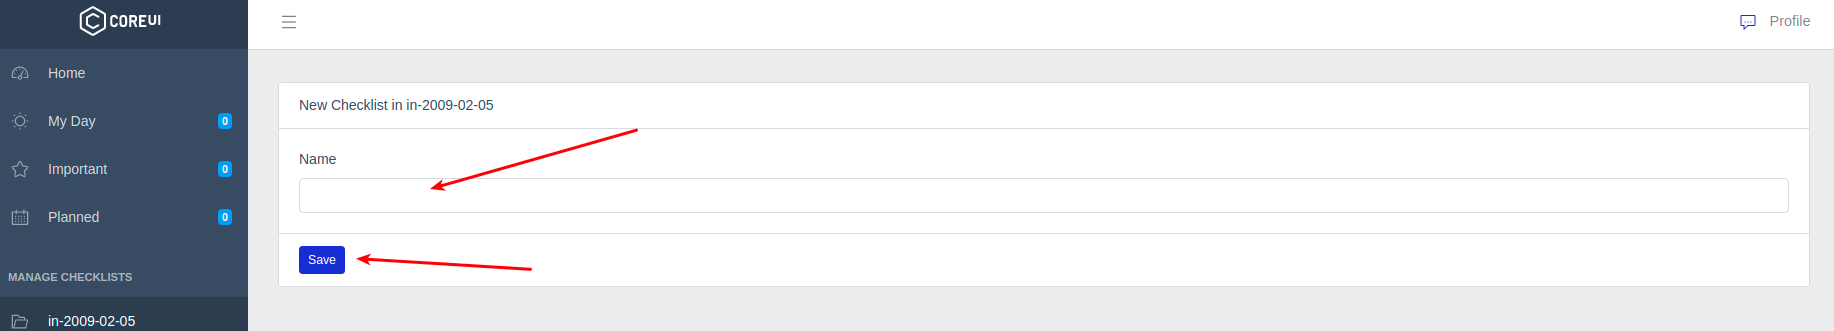 COREUI
Profile
Home
My Day 0
Important 0
Planned 0
MANAGE CHECKLISTS
in-2009-02-05
New Checklist in in-2009-02-05
Name
Save